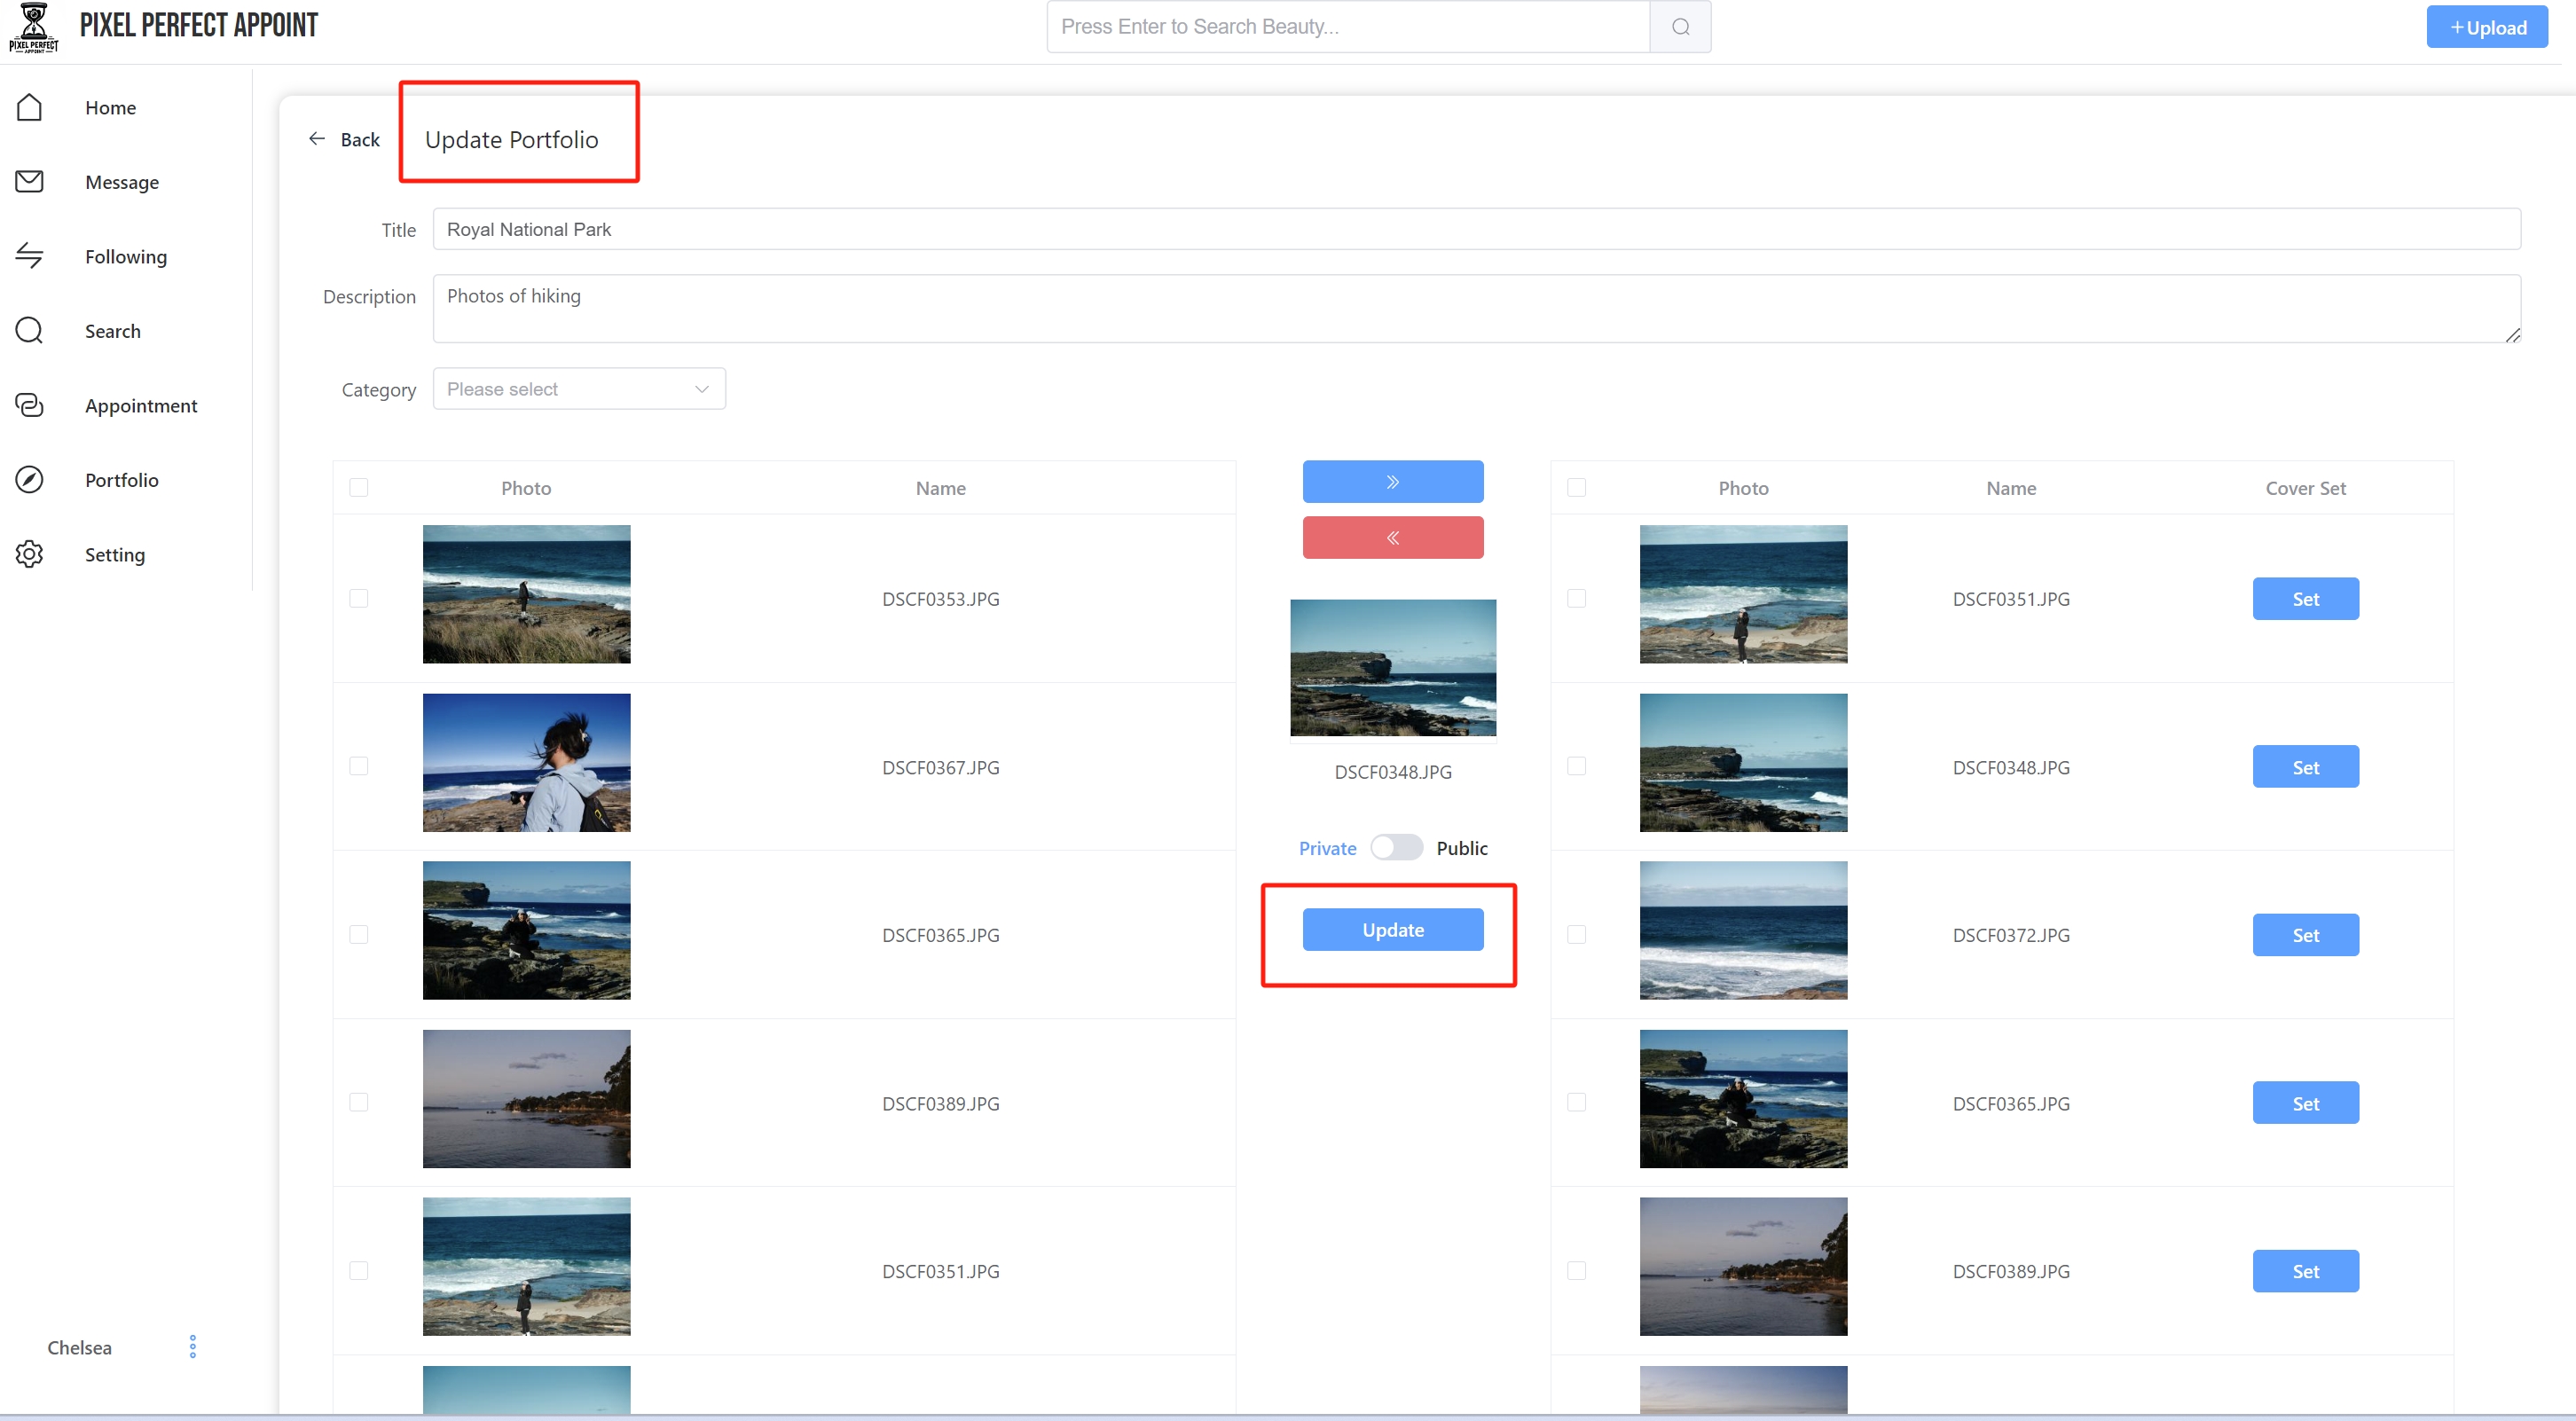 PIXEL PERFECT
APPOINT
PIXEL PERFECT APPOINT
Press Enter to Search Beauty...
+Upload
Home
Message
Following
Search
Appointment
Portfolio
Setting
Chelsea
Back
Update Portfolio
Title
Royal National Park
Description
Photos of hiking
Category
Please select
Photo
Name
DSCF0353.JPG
DSCF0367.JPG
DSCF0365.JPG
DSCF0389.JPG
DSCF0351.JPG
DSCF0348.JPG
Private
Public
Update
Photo
Name
Cover Set
DSCF0351.JPG
Set
DSCF0348.JPG
Set
DSCF0372.JPG
Set
DSCF0365.JPG
Set
DSCF0389.JPG
Set